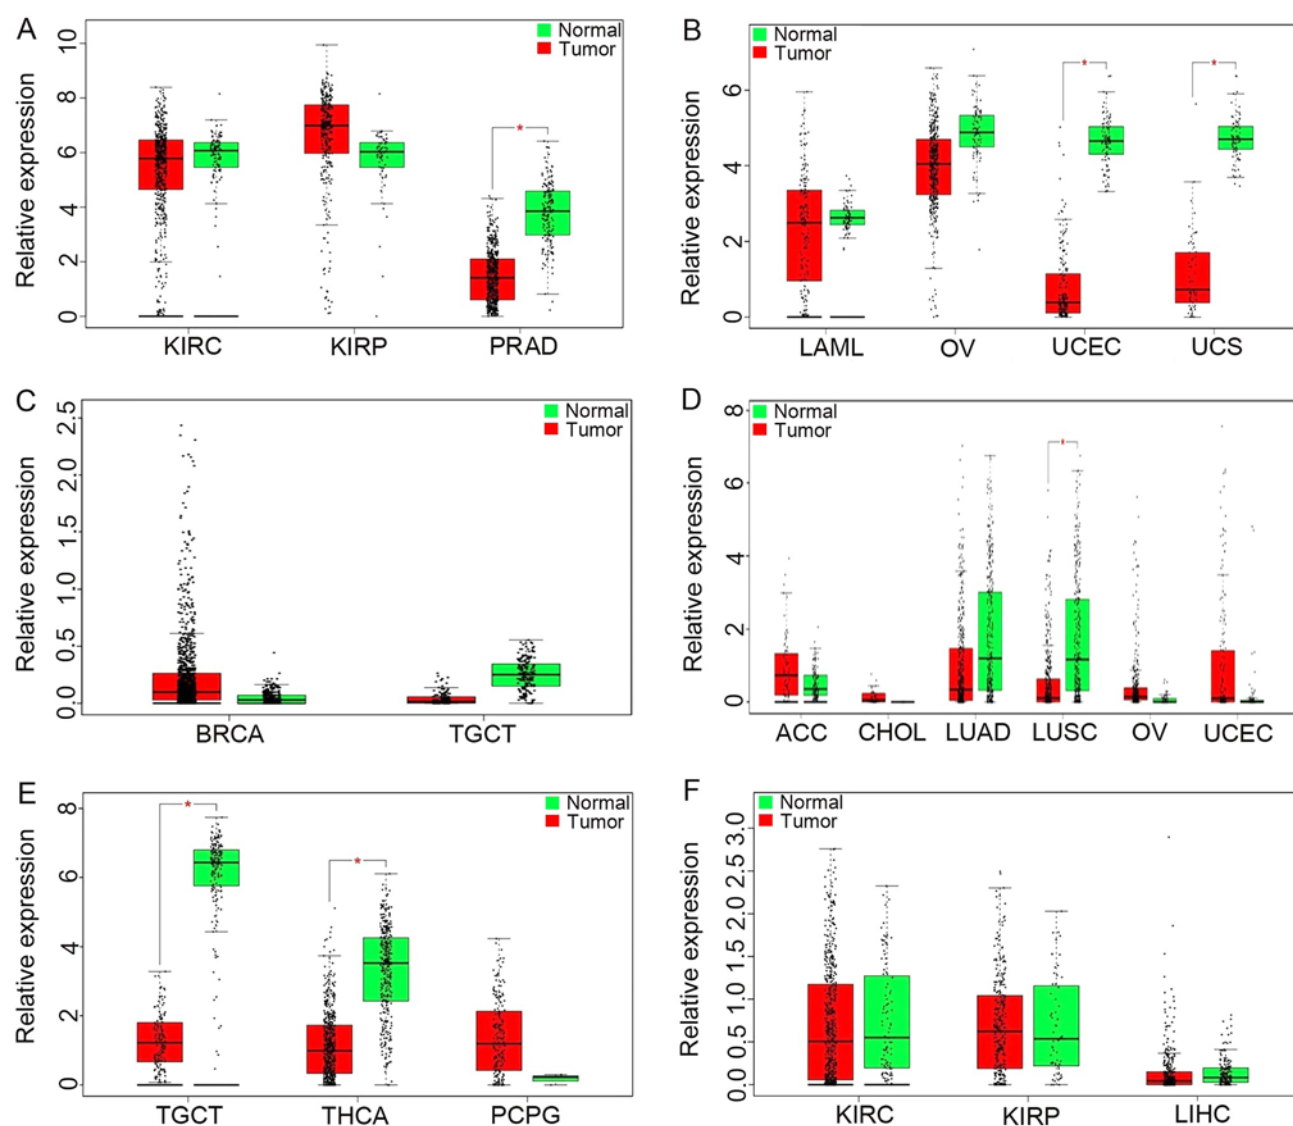 A
Relative expression
10
8
6
4
2
0
Normal
Tumor
*
KIRC KIRP PRAD
B
Relative expression
6
4
2
0
Normal
Tumor
* *
LAML OV UCEC UCS
C
Relative expression
2.5
2.0
1.5
1.0
0.5
0.0
Normal
Tumor
BRCA TGCT
D
Relative expression
8
6
4
2
0
Normal
Tumor
*
ACC CHOL LUAD LUSC OV UCEC
E
Relative expression
8
6
4
2
0
Normal
Tumor
* *
TGCT THCA PCPG
F
Relative expression
3.0
2.5
2.0
1.5
1.0
0.5
0.0
Normal
Tumor
KIRC KIRP LIHC